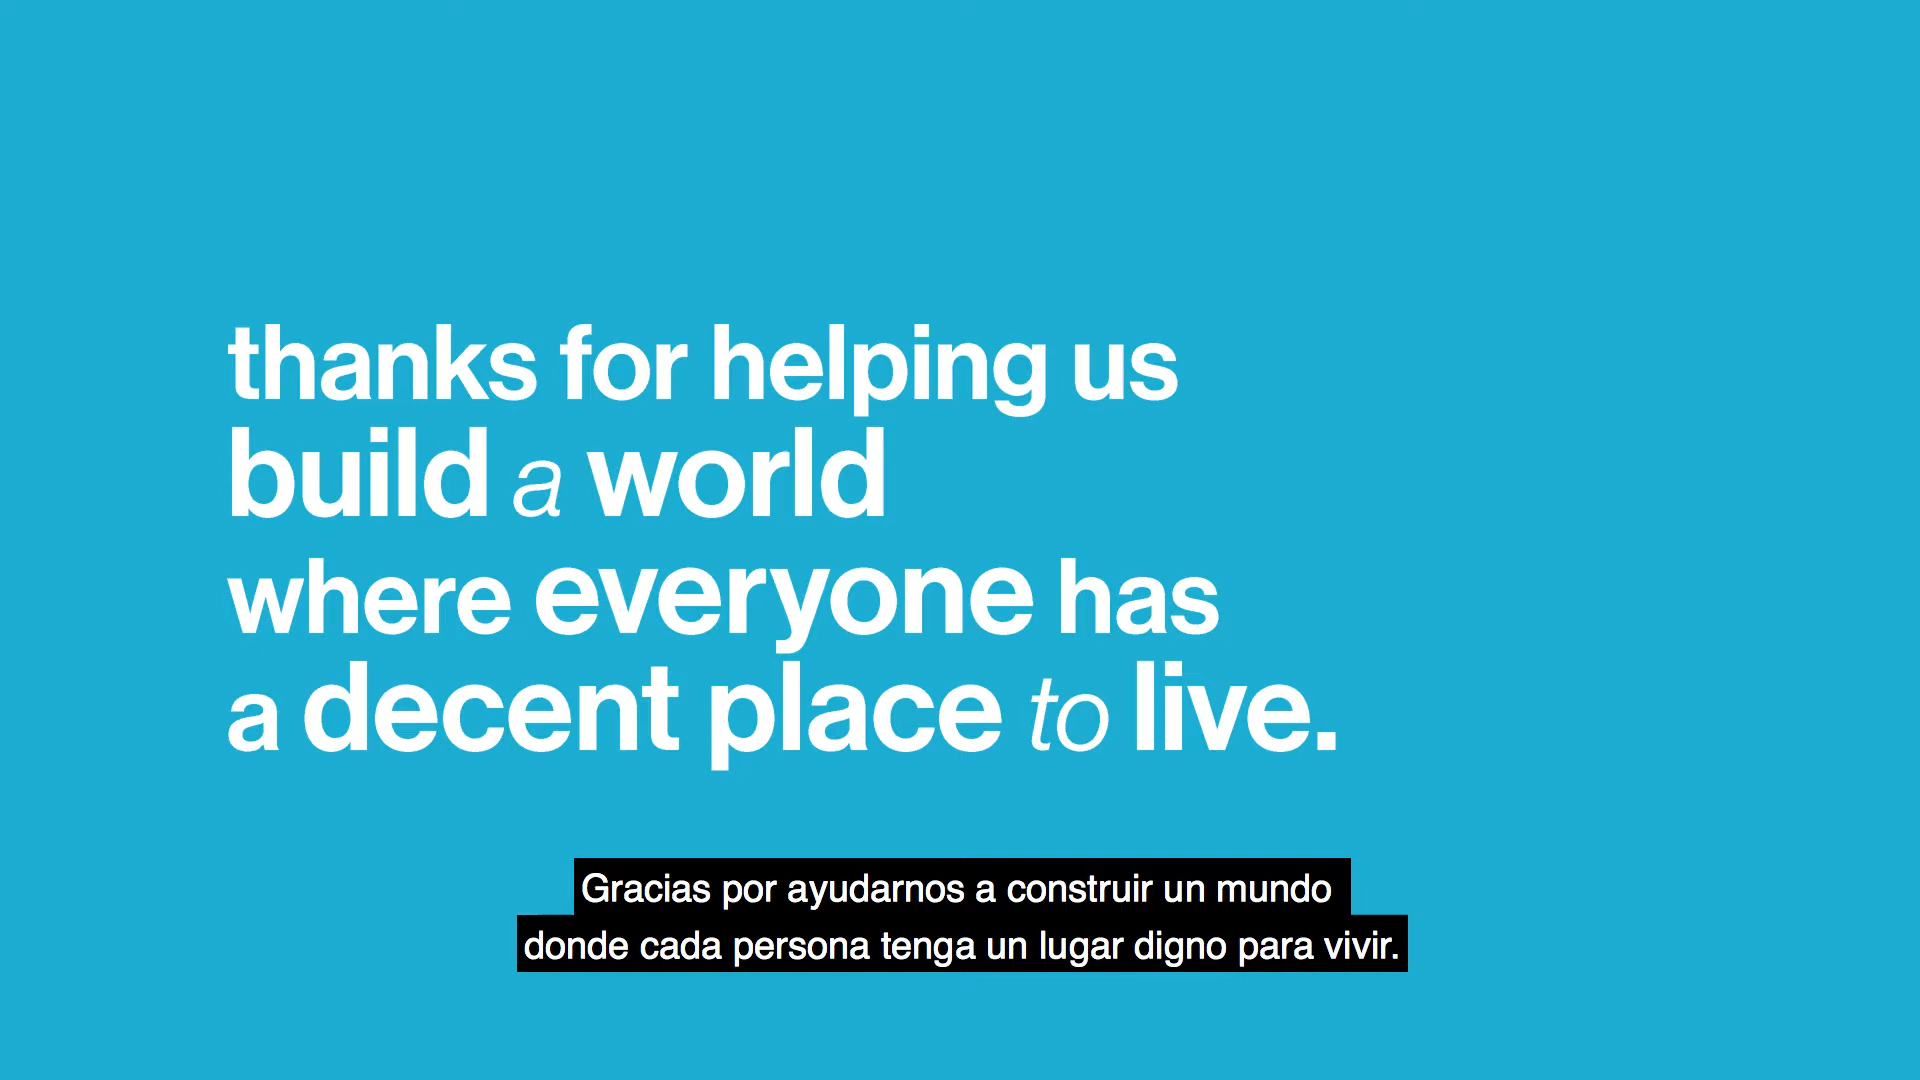 thanks for helping us
build a world
where everyone has
a decent place to live.
Gracias por ayudarnos a construir un mundo
donde cada persona tenga un lugar digno para vivir.